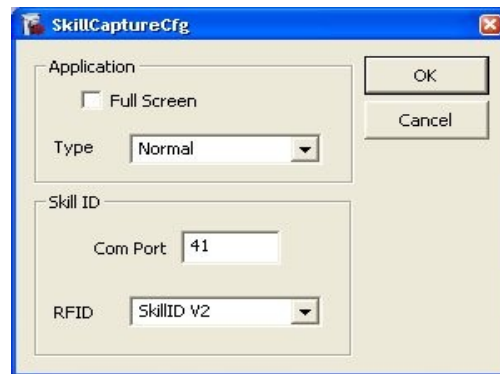 SkillCaptureCfg
Application
Full Screen
Type Normal
OK
Cancel
Skill ID
Com Port 41
RFID SkillID V2